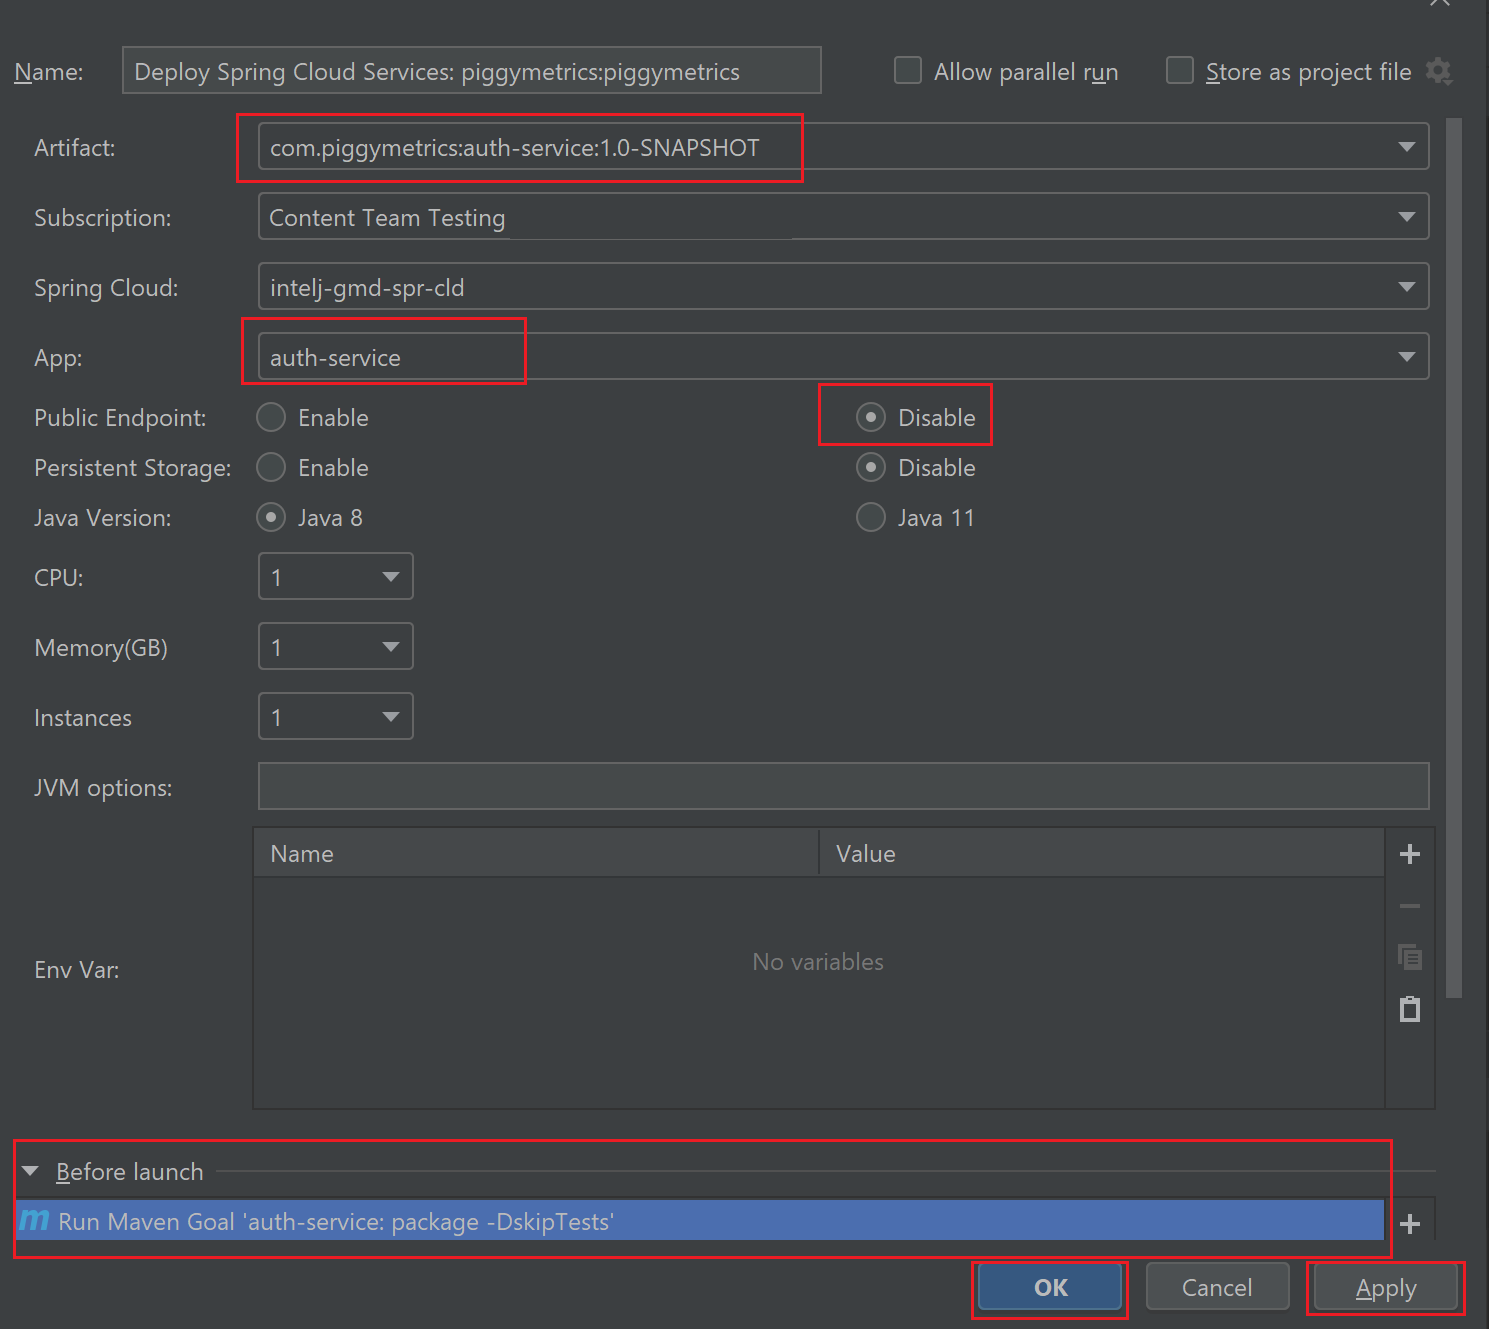 Name: Deploy Spring Cloud Services: piggymetrics:piggymetrics Allow parallel run Store as project file
Artifact: com.piggymetrics:auth-service:1.0-SNAPSHOT
Subscription: Content Team Testing
Spring Cloud: intelj-gmd-spr-cld
App: auth-service
Public Endpoint: Enable Disable
Persistent Storage: Enable Disable
Java Version: Java 8 Java 11
CPU: 1
Memory(GB) 1
Instances 1
JVM options:
Name Value
Env Var: No variables
Before launch
m Run Maven Goal 'auth-service: package -DskipTests'
OK Cancel Apply